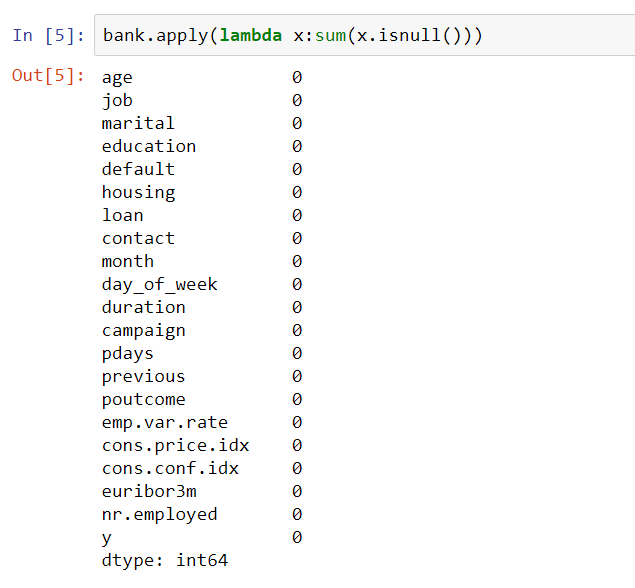 In [5]: bank.apply(lambda x:sum(x.isnull()))
Out[5]: age 0
job 0
marital 0
education 0
default 0
housing 0
loan 0
contact 0
month 0
day_of_week 0
duration 0
campaign 0
pdays 0
previous 0
poutcome 0
emp.var.rate 0
cons.price.idx 0
cons.conf.idx 0
euribor3m 0
nr.employed 0
y 0
dtype: int64